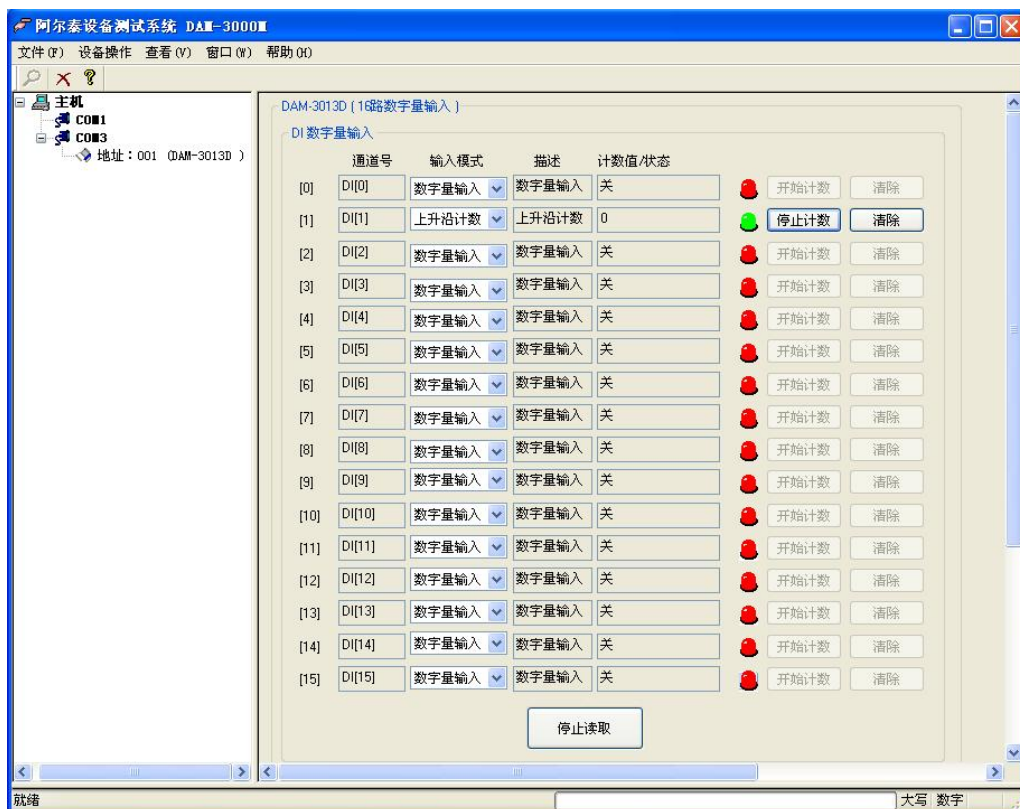 阿尔泰设备测试系统 DAM-3000M
文件(F) 设备操作 查看(V) 窗口(W) 帮助(H)
主机
COM1
COM3
地址：001 (DAM-3013D )
DAM-3013D ( 16路数字量输入 )
DI 数字量输入
通道号 输入模式 描述 计数值/状态
[0] DI[0] 数字量输入 数字量输入 关 开始计数 清除
[1] DI[1] 上升沿计数 上升沿计数 0 停止计数 清除
[2] DI[2] 数字量输入 数字量输入 关 开始计数 清除
[3] DI[3] 数字量输入 数字量输入 关 开始计数 清除
[4] DI[4] 数字量输入 数字量输入 关 开始计数 清除
[5] DI[5] 数字量输入 数字量输入 关 开始计数 清除
[6] DI[6] 数字量输入 数字量输入 关 开始计数 清除
[7] DI[7] 数字量输入 数字量输入 关 开始计数 清除
[8] DI[8] 数字量输入 数字量输入 关 开始计数 清除
[9] DI[9] 数字量输入 数字量输入 关 开始计数 清除
[10] DI[10] 数字量输入 数字量输入 关 开始计数 清除
[11] DI[11] 数字量输入 数字量输入 关 开始计数 清除
[12] DI[12] 数字量输入 数字量输入 关 开始计数 清除
[13] DI[13] 数字量输入 数字量输入 关 开始计数 清除
[14] DI[14] 数字量输入 数字量输入 关 开始计数 清除
[15] DI[15] 数字量输入 数字量输入 关 开始计数 清除
停止读取
就绪 大写 数字